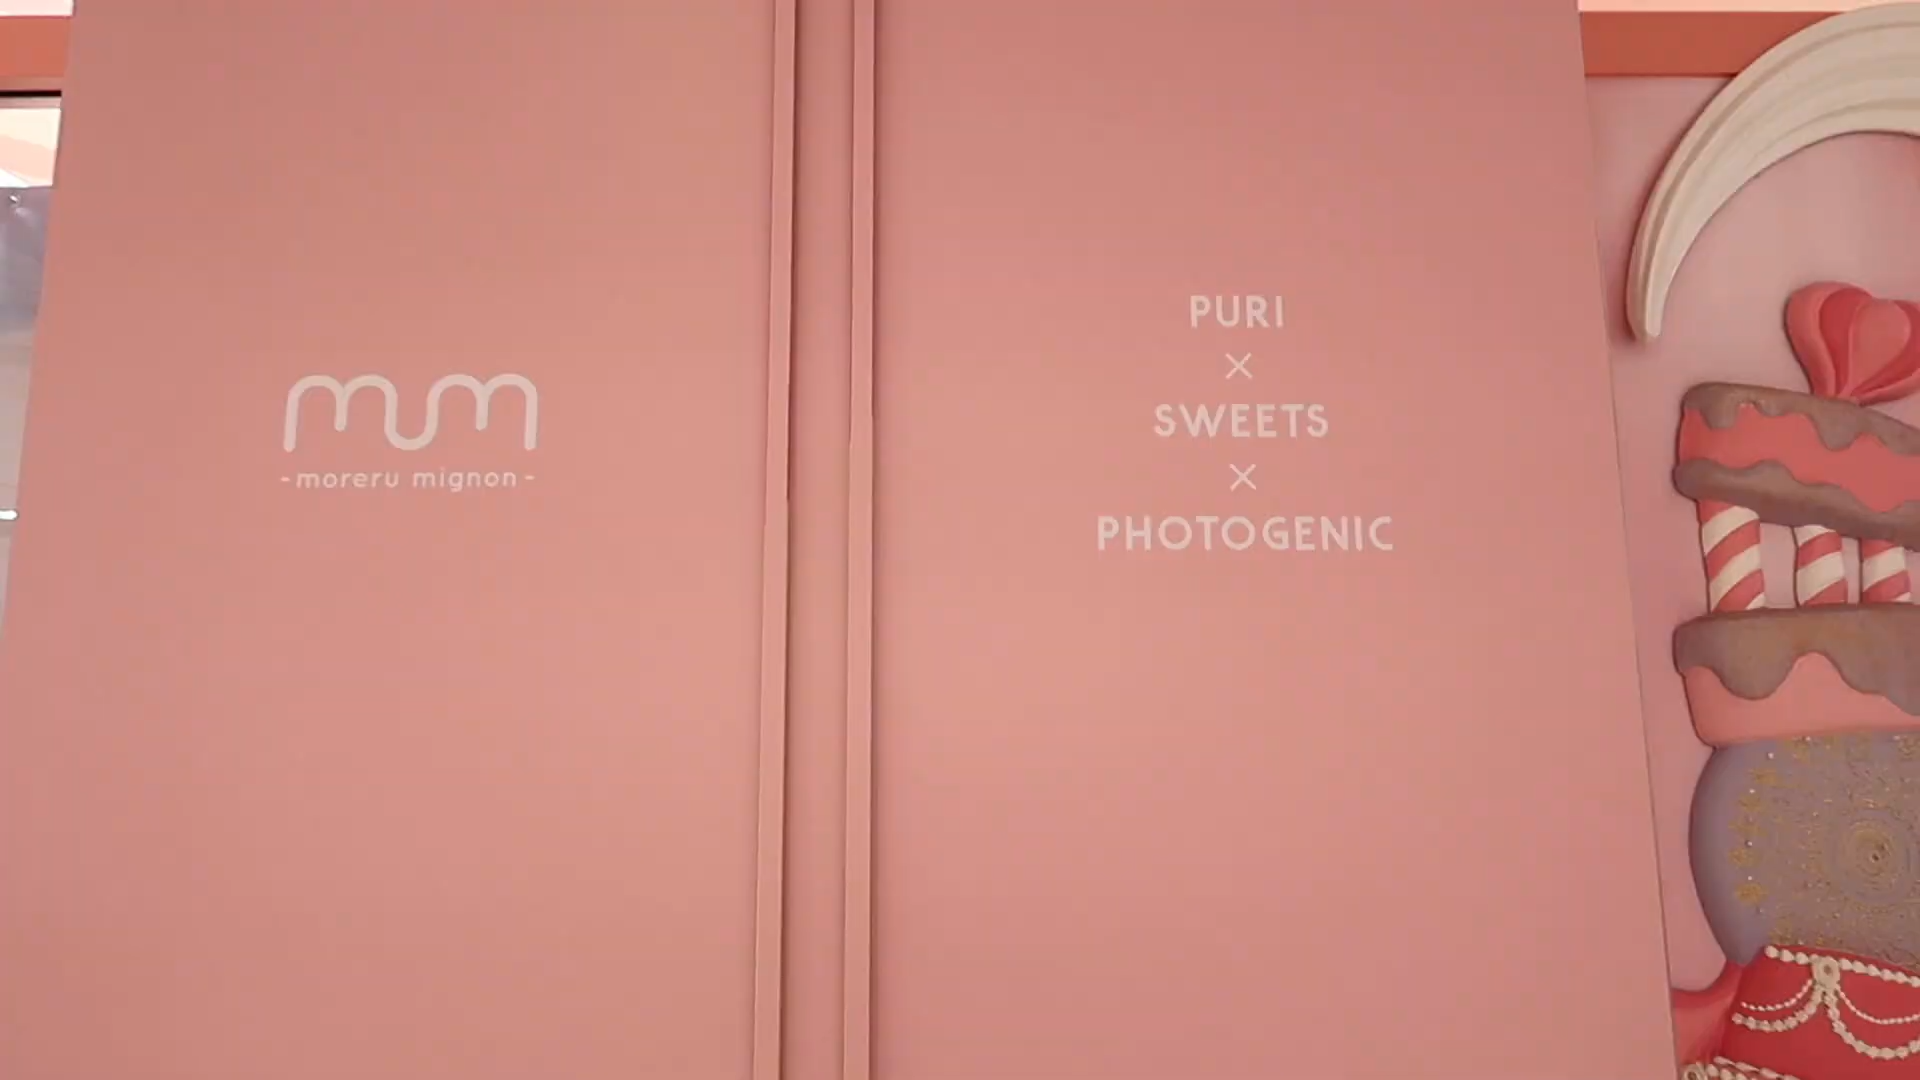 mum
-moreru mignon-
PURI
×
SWEETS
×
PHOTOGENIC